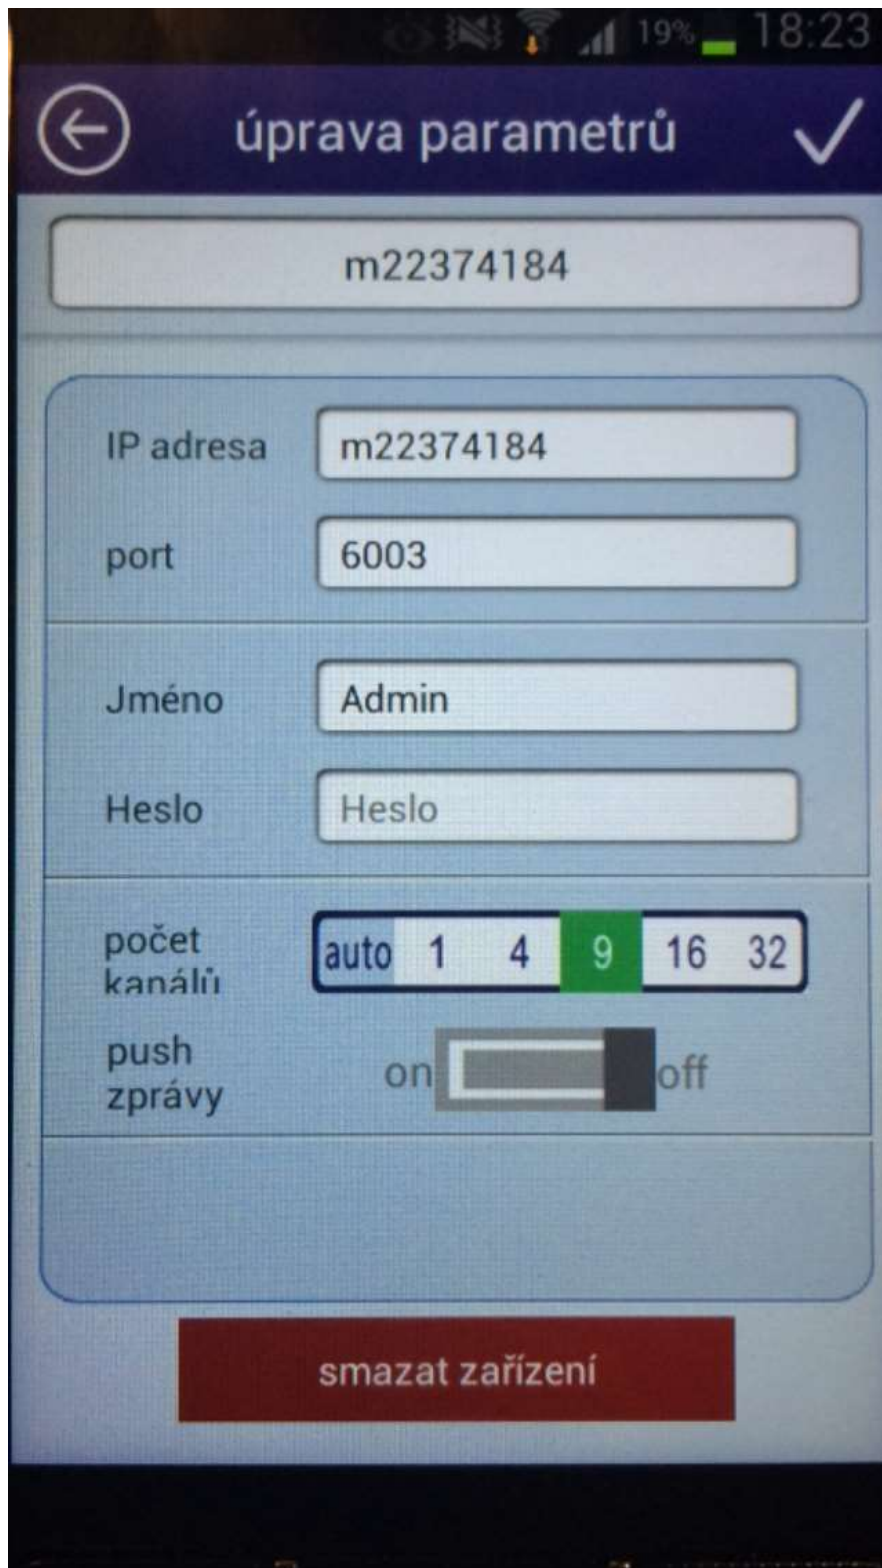 19% 18:23
úprava parametrů
m22374184
IP adresa m22374184
port 6003
Jméno Admin
Heslo Heslo
počet
kanálů
auto 1 4 9 16 32
push
zprávy
on off
smazat zařízení